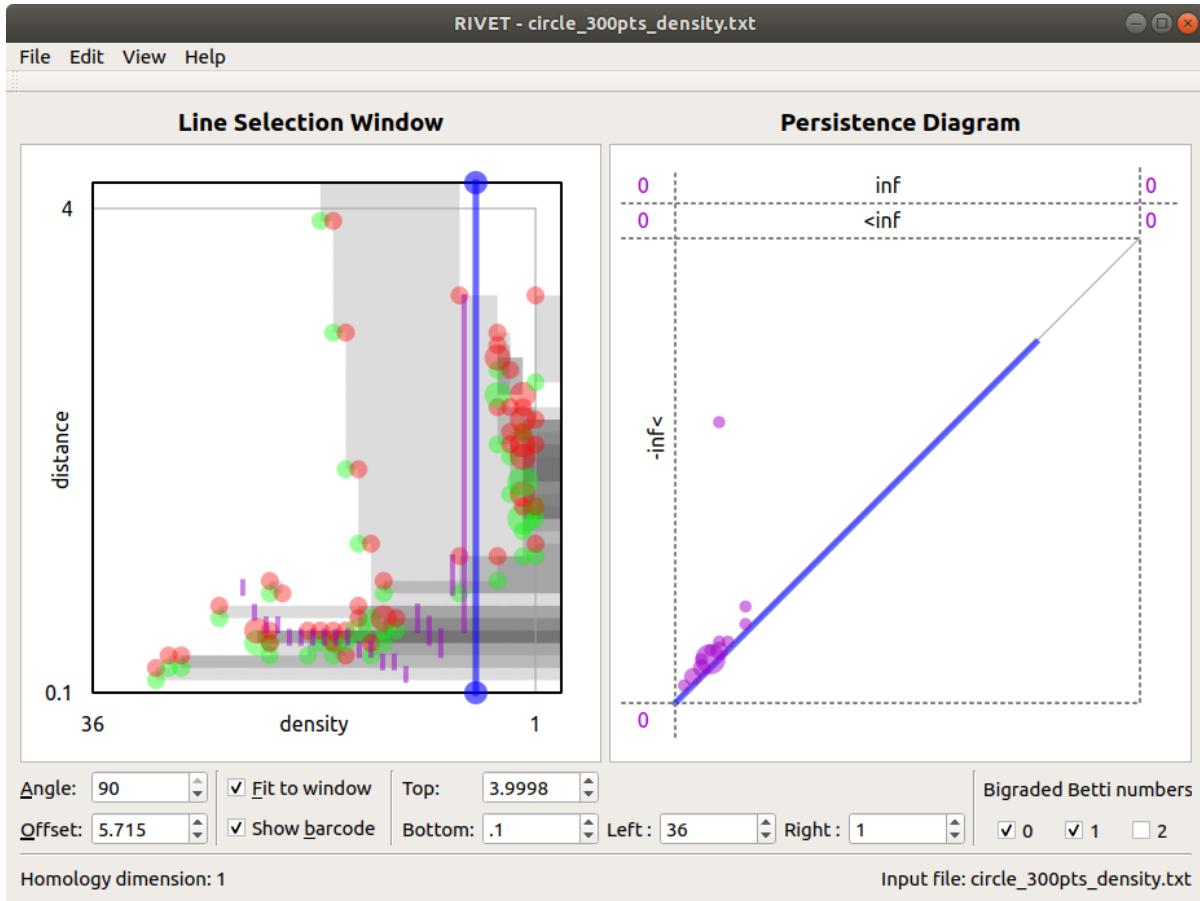 RIVET - circle_300pts_density.txt
File Edit View Help
Line Selection Window
Persistence Diagram
4
distance
0.1
36
density
1
0 inf 0
0 <inf 0
-inf<
0
Angle: 90
Fit to window
Top: 3.9998
Bigraded Betti numbers
Offset: 5.715
Show barcode
Bottom: .1
Left : 36
Right : 1
0 1 2
Homology dimension: 1
Input file: circle_300pts_density.txt